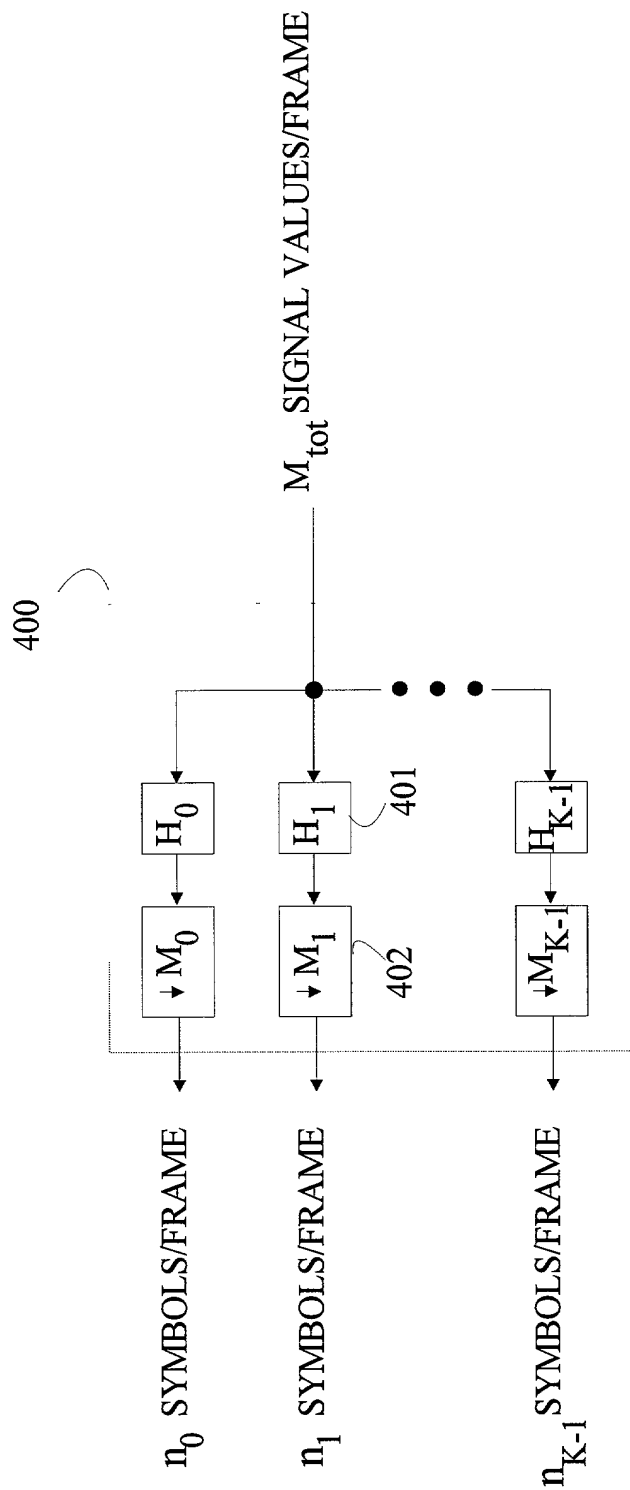 400
M_tot SIGNAL VALUES/FRAME
H_0
H_1
H_K-1
401
↓M_0
↓M_1
↓M_K-1
402
n_0 SYMBOLS/FRAME
n_1 SYMBOLS/FRAME
n_K-1 SYMBOLS/FRAME